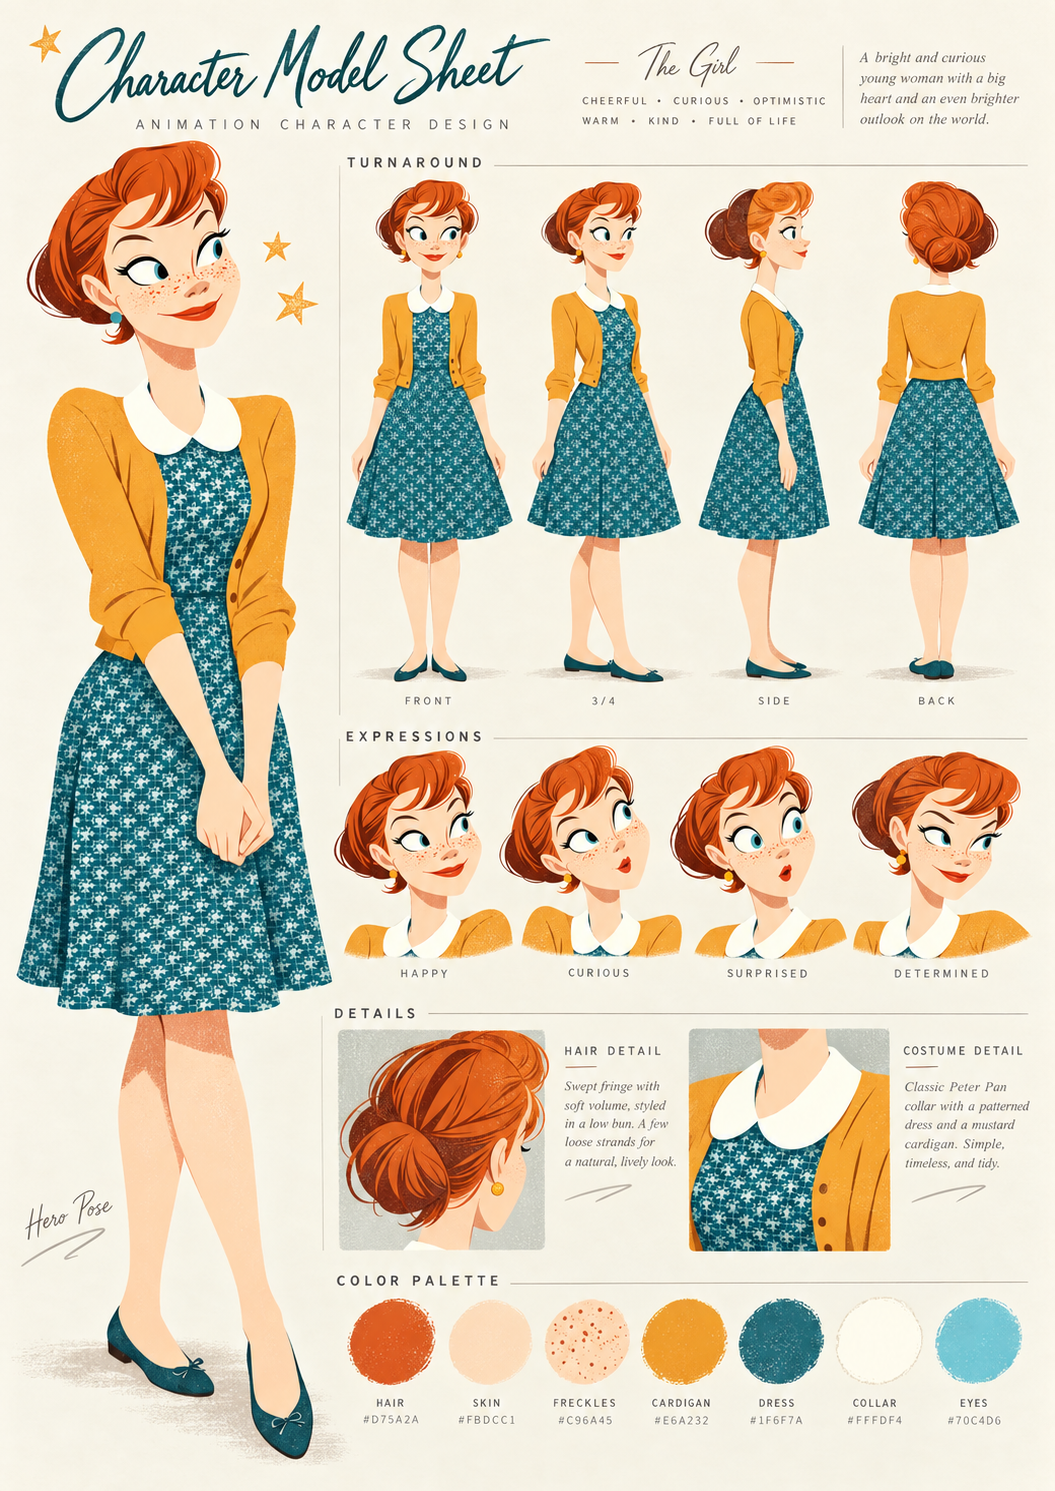 Character Model Sheet
ANIMATION CHARACTER DESIGN
The Girl
CHEERFUL • CURIOUS • OPTIMISTIC
WARM • KIND • FULL OF LIFE
A bright and curious
young woman with a big
heart and an even brighter
outlook on the world.
TURNAROUND
FRONT
3/4
SIDE
BACK
EXPRESSIONS
HAPPY
CURIOUS
SURPRISED
DETERMINED
DETAILS
HAIR DETAIL
Swept fringe with
soft volume, styled
in a low bun. A few
loose strands for
a natural, lively look.
COSTUME DETAIL
Classic Peter Pan
collar with a patterned
dress and a mustard
cardigan. Simple,
timeless, and tidy.
Hero Pose
COLOR PALETTE
HAIR
#D75A2A
SKIN
#FBDCC1
FRECKLES
#C96A45
CARDIGAN
#E6A232
DRESS
#1F6F7A
COLLAR
#FFFDF4
EYES
#70C4D6